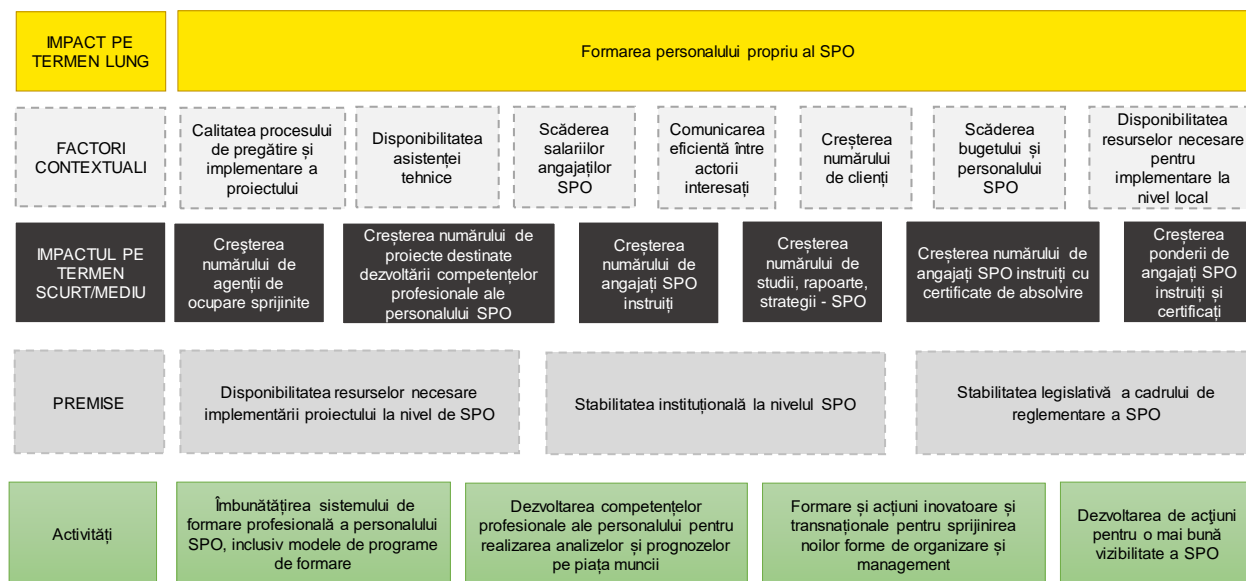 IMPACT PE
TERMEN LUNG
Formarea personalului propriu al SPO
FACTORI
CONTEXTUALI
Calitatea procesului
de pregătire și
implementare a
proiectului
Disponibilitatea
asistenței
tehnice
Scăderea
salariilor
angajaților
SPO
Comunicarea
eficientă între
actorii
interesați
Creșterea
numărului
de clienți
Scăderea
bugetului și
personalului
SPO
Disponibilitatea
resurselor necesare
pentru
implementare la
nivel local
IMPACTUL PE
TERMEN
SCURT/MEDIU
Creşterea
numărului de
agenții de
ocupare sprijinite
Creșterea numărului de
proiecte destinate
dezvoltării competențelor
profesionale ale
personalului SPO
Creșterea
numărului de
angajați SPO
instruiți
Creșterea
numărului de
studii, rapoarte,
strategii - SPO
Creșterea numărului de
angajați SPO instruiți cu
certificate de absolvire
Creșterea
ponderii de
angajați SPO
instruiți și
certificați
PREMISE
Disponibilitatea resurselor necesare
implementării proiectului la nivel de SPO
Stabilitatea instituțională la nivelul SPO
Stabilitatea legislativă a cadrului de
reglementare a SPO
Activități
Îmbunătățirea sistemului de
formare profesională a personalului
SPO, inclusiv modele de programe
de formare
Dezvoltarea competențelor
profesionale ale personalului pentru
realizarea analizelor și prognozelor
pe piața muncii
Formare și acțiuni inovatoare și
transnaționale pentru sprijinirea
noilor forme de organizare și
management
Dezvoltarea de acţiuni
pentru o mai bună
vizibilitate a SPO